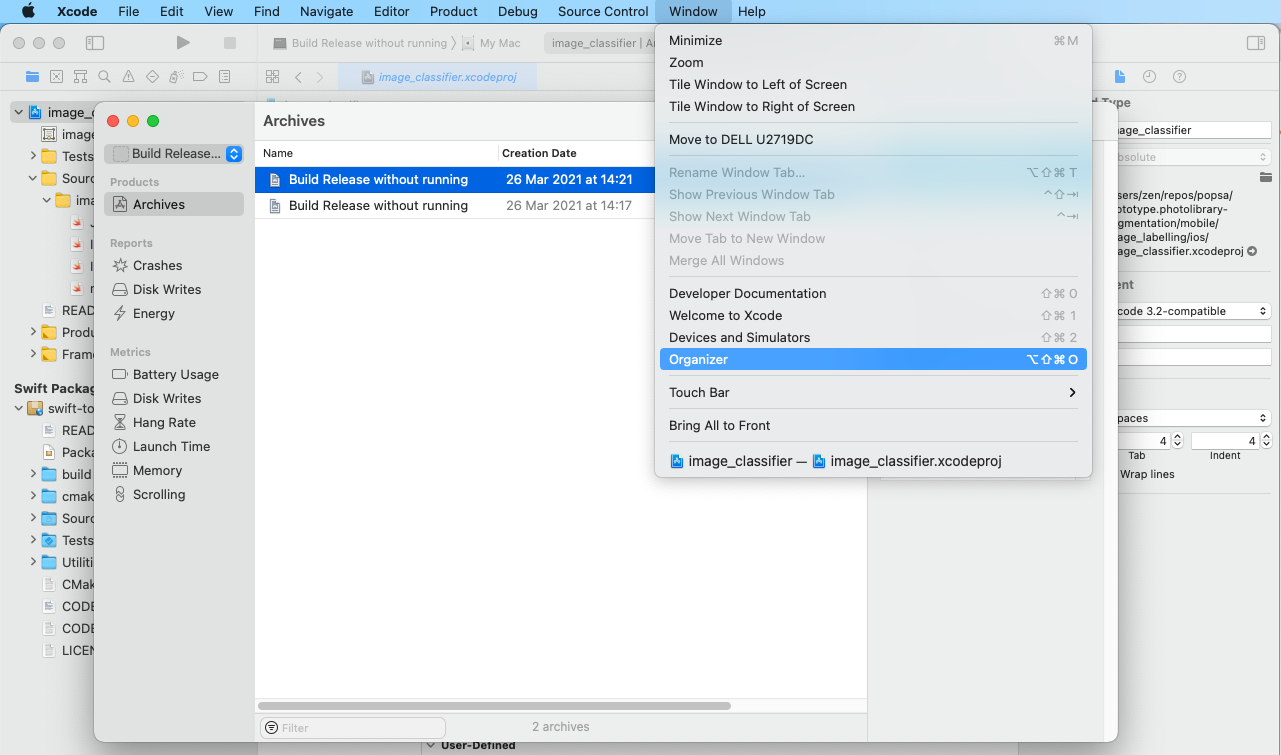 Xcode File Edit View Find Navigate Editor Product Debug Source Control Window Help
Build Release without running My Mac
image_classifier
image_classifier.xcodeproj
Tests
READ
Produ
Fram
Swift Packag
swift-to
READ
Packa
build
cmak
Sourc
Tests
Utiliti
CMak
CODE
CODE
LICEN
Build Release...
Products
Archives
Reports
Crashes
Disk Writes
Energy
Metrics
Battery Usage
Disk Writes
Hang Rate
Launch Time
Memory
Scrolling
Archives
Name Creation Date
Build Release without running 26 Mar 2021 at 14:21
Build Release without running 26 Mar 2021 at 14:17
Filter
2 archives
User-Defined
Minimize ⌘M
Zoom
Tile Window to Left of Screen
Tile Window to Right of Screen
Move to DELL U2719DC
Rename Window Tab... ⌥⇧⌘T
Show Previous Window Tab ⌃⇧⇥
Show Next Window Tab ⌃⇥
Move Tab to New Window
Merge All Windows
Developer Documentation ⇧⌘0
Welcome to Xcode ⇧⌘1
Devices and Simulators ⇧⌘2
Organizer ⌥⇧⌘O
Touch Bar
Bring All to Front
image_classifier — image_classifier.xcodeproj
d Type
age_classifier
bsolute
sers/zen/repos/popsa/
ototype.photolibrary-
gmentation/mobile/
age_labelling/ios/
age_classifier.xcodeproj
ent
code 3.2-compatible
paces
4 4
Tab Indent
Wrap lines